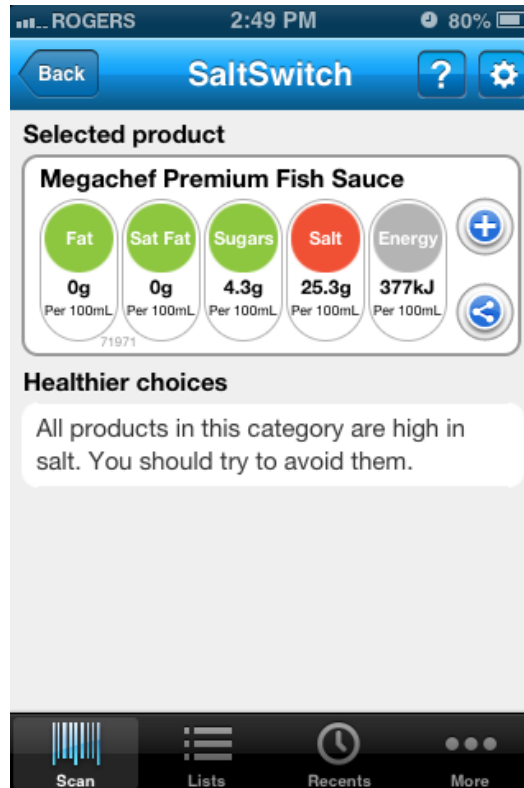 ROGERS 2:49 PM 80%
Back SaltSwitch ?
Selected product
Megachef Premium Fish Sauce
Fat Sat Fat Sugars Salt Energy
0g 0g 4.3g 25.3g 377kJ
Per 100mL Per 100mL Per 100mL Per 100mL Per 100mL
71971
Healthier choices
All products in this category are high in
salt. You should try to avoid them.
Scan Lists Recents More